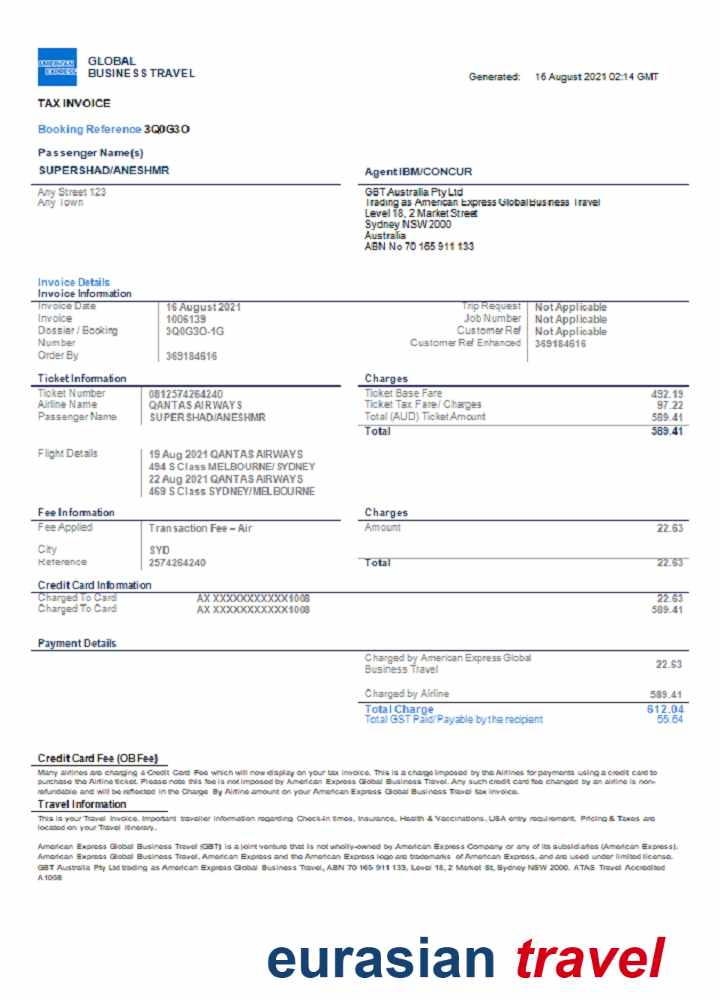 AMERICAN EXPRESS
GLOBAL
BUSINESS TRAVEL
Generated: 16 August 2021 02:14 GMT
TAX INVOICE
Booking Reference 3Q0G3O
Passenger Name(s)
SUPERSHAD/ANESHMR
Agent IBM/CONCUR
Any Street 123
Any Town
GBT Australia Pty Ltd
Trading as American Express Global Business Travel
Level 18, 2 Market Street
Sydney NSW 2000
Australia
ABN No 70 165 911 133
Invoice Details
Invoice Information
Invoice Date 16 August 2021
Invoice 1006139
Dossier / Booking Number 3Q0G3O-1G
Order By 369184616
Trip Request Not Applicable
Job Number Not Applicable
Customer Ref Not Applicable
Customer Ref Enhanced 369184616
Ticket Information
Ticket Number 0812574264240
Airline Name QANTAS AIRWAYS
Passenger Name SUPERSHAD/ANESHMR
Charges
Ticket Base Fare 492.19
Ticket Tax Fare/ Charges 97.22
Total (AUD) Ticket Amount 589.41
Total 589.41
Flight Details 19 Aug 2021 QANTAS AIRWAYS
494 S Class MELBOURNE/ SYDNEY
22 Aug 2021 QANTAS AIRWAYS
469 S Class SYDNEY/MELBOURNE
Fee Information
Fee Applied Transaction Fee – Air
City SYD
Reference 2574264240
Charges
Amount 22.63
Total 22.63
Credit Card Information
Charged To Card AX XXXXXXXXXXX1008 22.63
Charged To Card AX XXXXXXXXXXX1008 589.41
Payment Details
Charged by American Express Global
Business Travel 22.63
Charged by Airline 589.41
Total Charge 612.04
Total GST Paid/Payable by the recipient 55.64
Credit Card Fee (OB Fee)
Many airlines are charging a Credit Card Fee which will now display on your tax invoice. This is a charge imposed by the Airlines for payments using a credit card to
purchase the Airline ticket. Please note this fee is not imposed by American Express Global Business Travel. Any such credit card fee changed by an airline is non-
refundable and will be reflected in the Charge By Airline amount on your American Express Global Business Travel tax invoice.
Travel Information
This is your Travel Invoice. Important traveller information regarding Check-in times, Insurance, Health & Vaccinations, USA entry requirement, Pricing & Taxes are
located on your Travel Itinerary.
American Express Global Business Travel (GBT) is a joint venture that is not wholly-owned by American Express Company or any of its subsidiaries (American Express).
American Express Global Business Travel, American Express and the American Express logo are trademarks of American Express, and are used under limited license.
GBT Australia Pty Ltd trading as American Express Global Business Travel, ABN 70 165 911 133, Level 18, 2 Market St, Sydney NSW 2000. ATAS Travel Accredited
A1058
eurasian travel